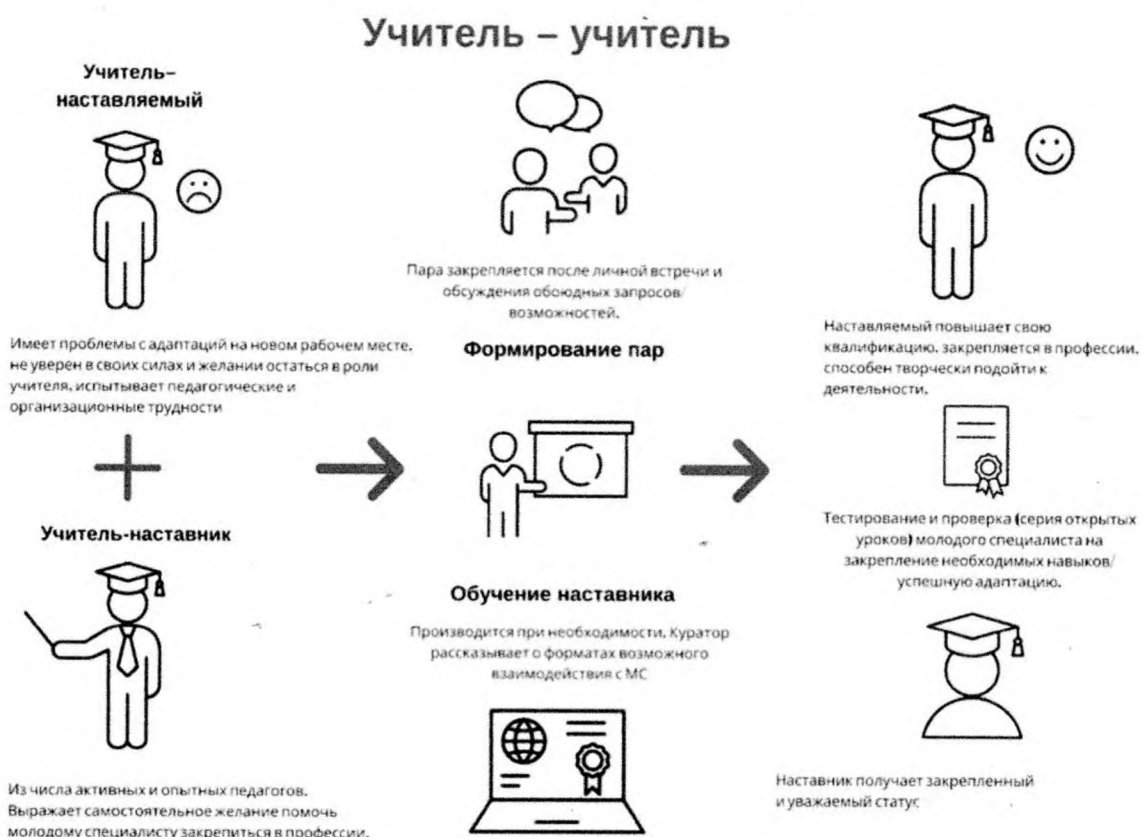 Учитель – учитель
Учитель–
наставляемый
Имеет проблемы с адаптаций на новом рабочем месте,
не уверен в своих силах и желании остаться в роли
учителя, испытывает педагогические и
организационные трудности
Учитель-наставник
Из числа активных и опытных педагогов.
Выражает самостоятельное желание помочь
молодому специалисту закрепиться в профессии.
Пара закрепляется после личной встречи и
обсуждения обоюдных запросов/
возможностей.
Формирование пар
Обучение наставника
Производится при необходимости. Куратор
рассказывает о форматах возможного
взаимодействия с МС
Наставляемый повышает свою
квалификацию, закрепляется в профессии,
способен творчески подойти к
деятельности.
Тестирование и проверка (серия открытых
уроков) молодого специалиста на
закрепление необходимых навыков/
успешную адаптацию.
Наставник получает закрепленный
и уважаемый статус